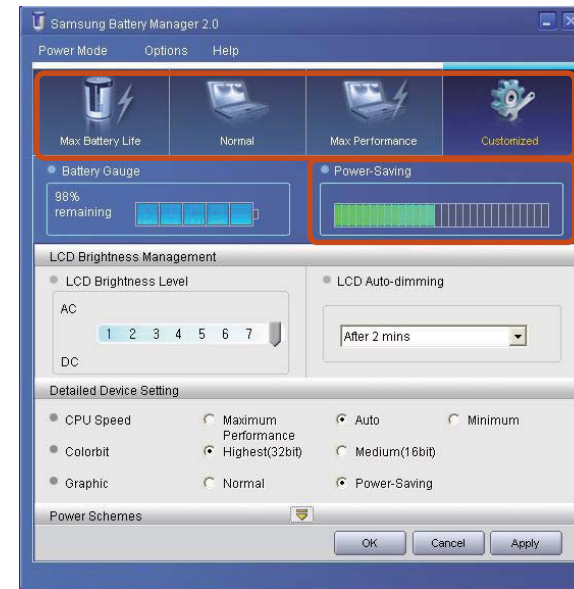 Samsung Battery Manager 2.0
Power Mode Options Help
Max Battery Life Normal Max Performance Customized
Battery Gauge Power-Saving
98%
remaining
LCD Brightness Management
LCD Brightness Level LCD Auto-dimming
AC
1 2 3 4 5 6 7
After 2 mins
DC
Detailed Device Setting
CPU Speed Maximum Performance Auto Minimum
Colorbit Highest(32bit) Medium(16bit)
Graphic Normal Power-Saving
Power Schemes
OK Cancel Apply